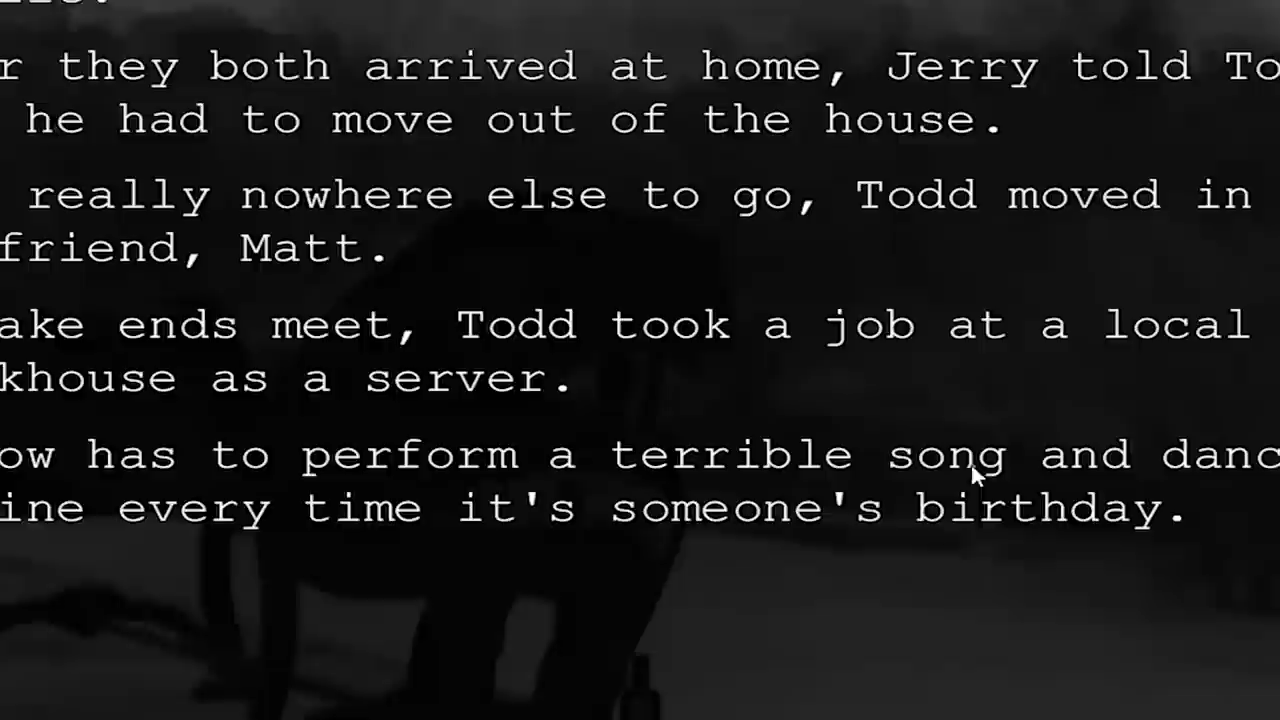 r they both arrived at home, Jerry told To
he had to move out of the house.
really nowhere else to go, Todd moved in
friend, Matt.
ake ends meet, Todd took a job at a local
khouse as a server.
ow has to perform a terrible song and danc
ine every time it's someone's birthday.